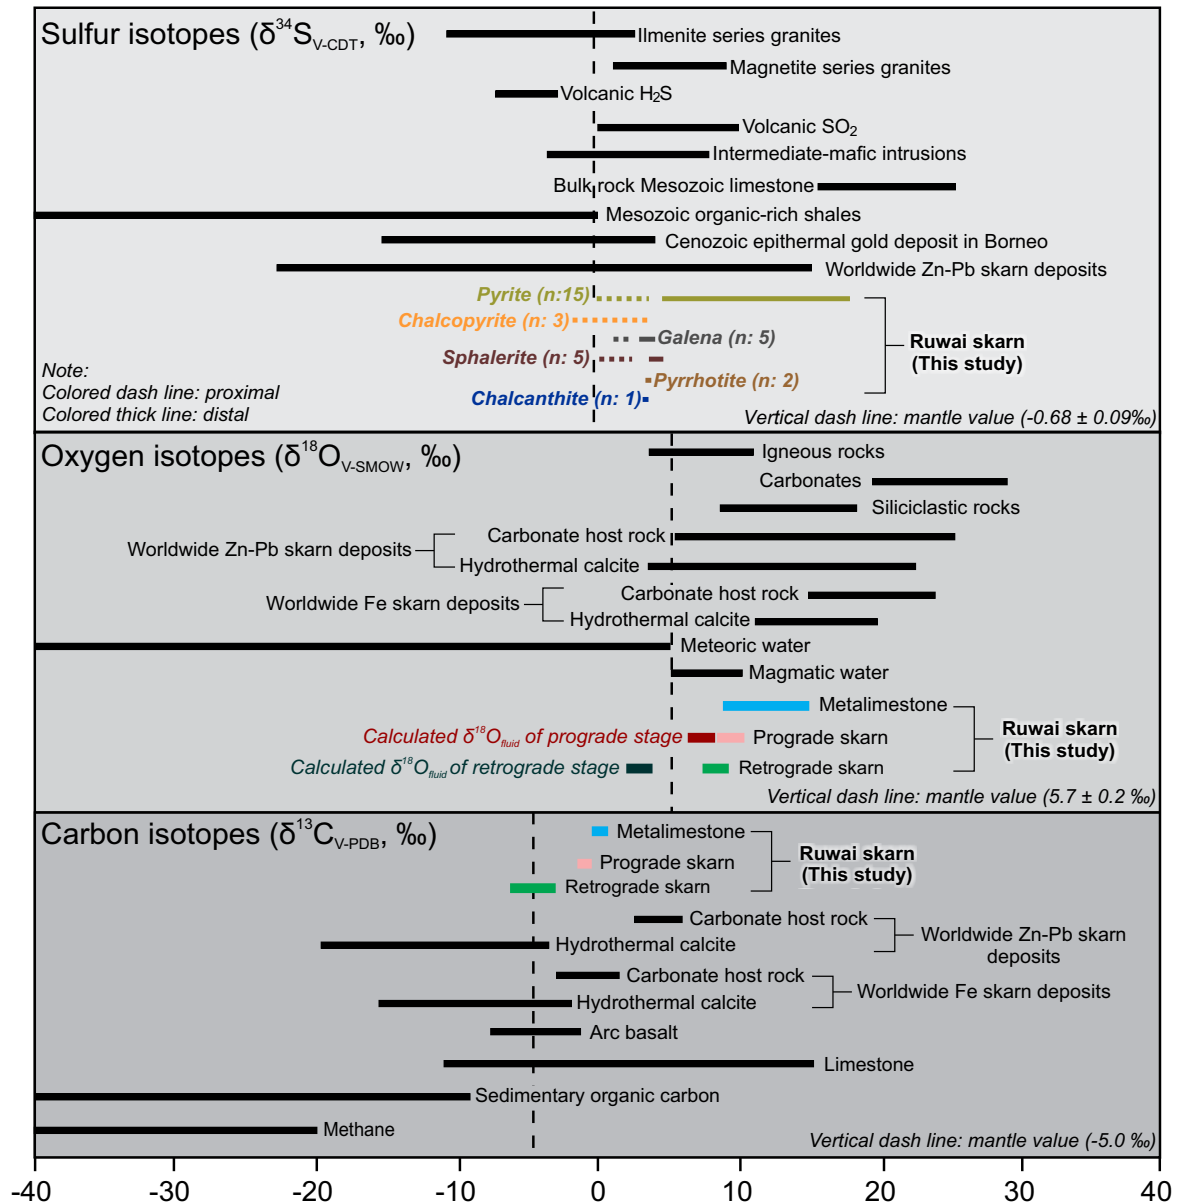 Sulfur isotopes (δ34SV-CDT, ‰)
Ilmenite series granites
Magnetite series granites
Volcanic H2S
Volcanic SO2
Intermediate-mafic intrusions
Bulk rock Mesozoic limestone
Mesozoic organic-rich shales
Cenozoic epithermal gold deposit in Borneo
Worldwide Zn-Pb skarn deposits
Pyrite (n:15)
Chalcopyrite (n: 3)
Galena (n: 5)
Sphalerite (n: 5)
Pyrrhotite (n: 2)
Chalcanthite (n: 1)
Ruwai skarn
(This study)
Note:
Colored dash line: proximal
Colored thick line: distal
Vertical dash line: mantle value (-0.68 ± 0.09‰)
Oxygen isotopes (δ18OV-SMOW, ‰)
Igneous rocks
Carbonates
Siliciclastic rocks
Worldwide Zn-Pb skarn deposits
Carbonate host rock
Hydrothermal calcite
Worldwide Fe skarn deposits
Carbonate host rock
Hydrothermal calcite
Meteoric water
Magmatic water
Metalimestone
Calculated δ18Ofluid of prograde stage
Prograde skarn
Calculated δ18Ofluid of retrograde stage
Retrograde skarn
Ruwai skarn
(This study)
Vertical dash line: mantle value (5.7 ± 0.2 ‰)
Carbon isotopes (δ13CV-PDB, ‰)
Metalimestone
Prograde skarn
Retrograde skarn
Ruwai skarn
(This study)
Carbonate host rock
Hydrothermal calcite
Worldwide Zn-Pb skarn
deposits
Carbonate host rock
Hydrothermal calcite
Worldwide Fe skarn deposits
Arc basalt
Limestone
Sedimentary organic carbon
Methane
Vertical dash line: mantle value (-5.0 ‰)
-40 -30 -20 -10 0 10 20 30 40